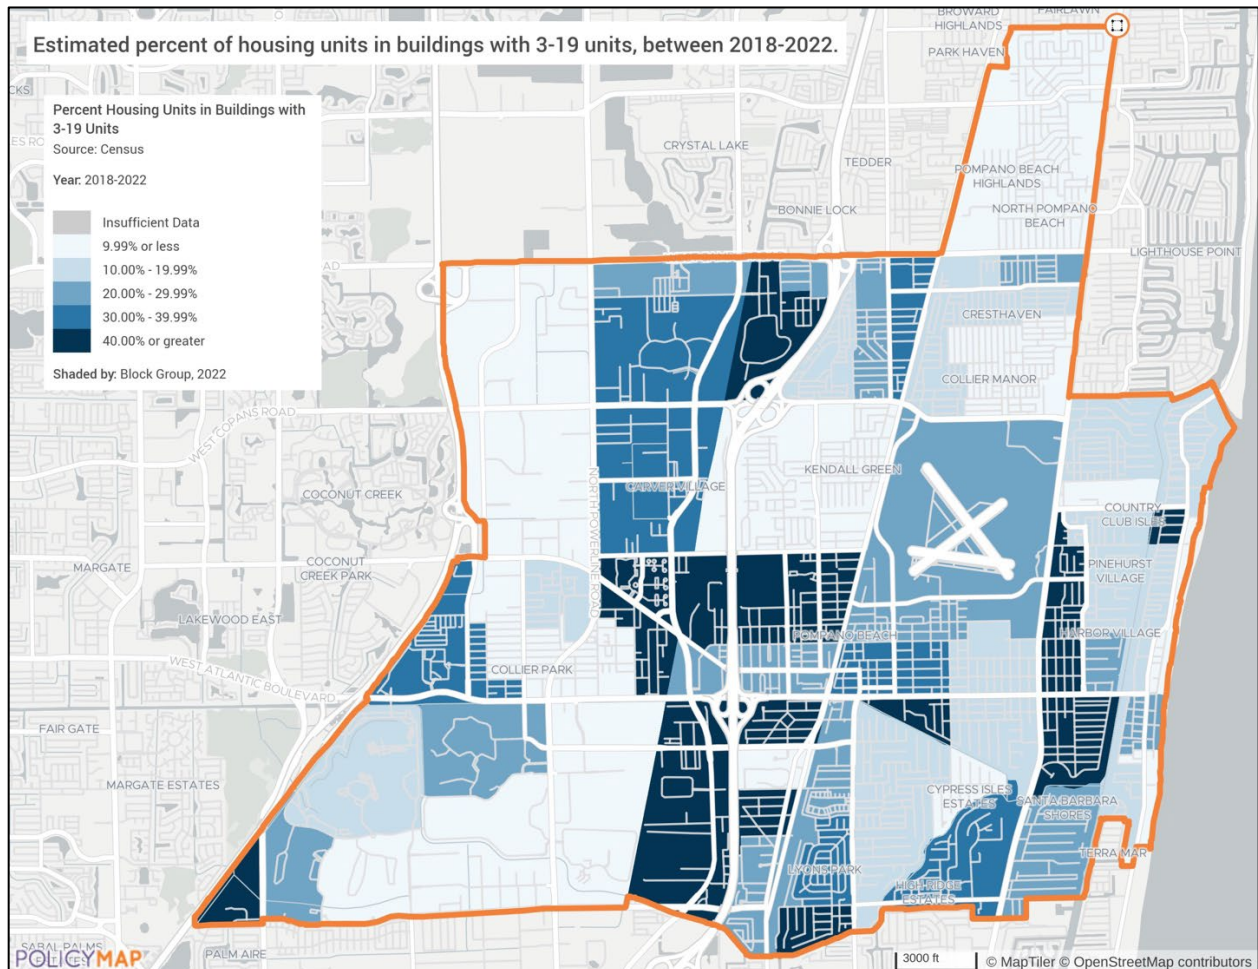 Estimated percent of housing units in buildings with 3-19 units, between 2018-2022.
Percent Housing Units in Buildings with
3-19 Units
Source: Census
Year: 2018-2022
Insufficient Data
9.99% or less
10.00% - 19.99%
20.00% - 29.99%
30.00% - 39.99%
40.00% or greater
Shaded by: Block Group, 2022
BROWARD
HIGHLANDS
FAIRLAWN
PARK HAVEN
CRYSTAL LAKE
TEDDER
POMPANO BEACH
HIGHLANDS
BONNIE LOCK
NORTH POMPANO
BEACH
LIGHTHOUSE POINT
CRESTHAVEN
COLLIER MANOR
WEST COPANS ROAD
KENDALL GREEN
COCONUT CREEK
NORTH POWERLINE ROAD
CARVER VILLAGE
COUNTRY
CLUB ISLES
MARGATE
COCONUT
CREEK PARK
PINEHURST
VILLAGE
LAKEWOOD EAST
POMPANO BEACH
HARBOR VILLAGE
WEST ATLANTIC BOULEVARD
COLLIER PARK
FAIR GATE
MARGATE ESTATES
CYPRESS ISLES
ESTATES
SANTA BARBARA
SHORES
TERRA MAR
LYONS PARK
HIGH RIDGE
ESTATES
SABAL PALMS
PALM AIRE
POLICYMAP
3000 ft
© MapTiler © OpenStreetMap contributors